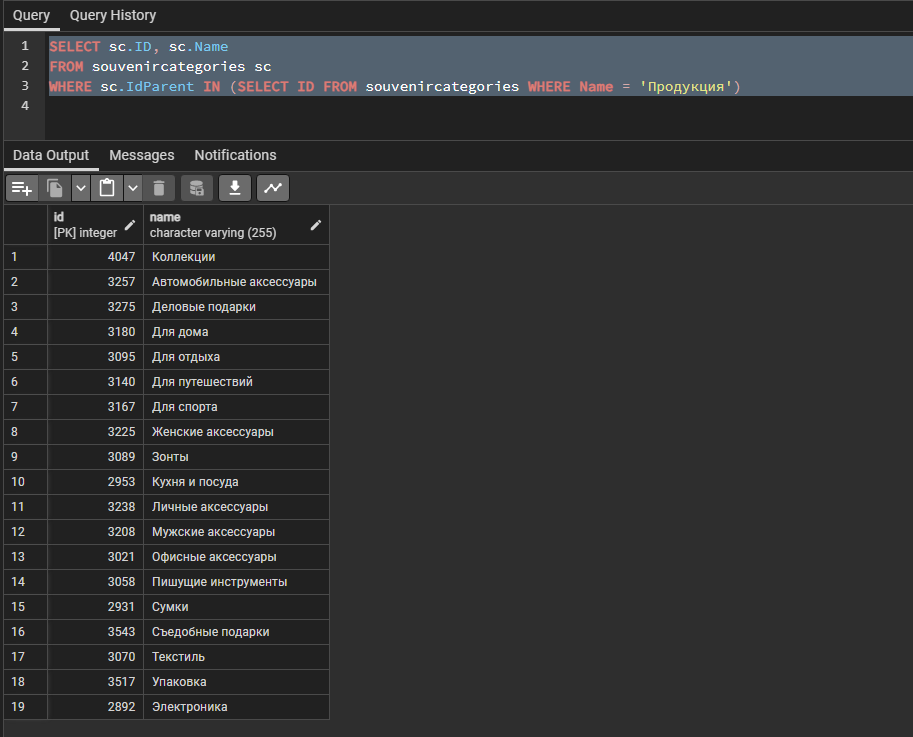 Query Query History
1 SELECT sc.ID, sc.Name
2 FROM souvenircategories sc
3 WHERE sc.IdParent IN (SELECT ID FROM souvenircategories WHERE Name = 'Продукция')
4
Data Output Messages Notifications
id name
[PK] integer character varying (255)
1 4047 Коллекции
2 3257 Автомобильные аксессуары
3 3275 Деловые подарки
4 3180 Для дома
5 3095 Для отдыха
6 3140 Для путешествий
7 3167 Для спорта
8 3225 Женские аксессуары
9 3089 Зонты
10 2953 Кухня и посуда
11 3238 Личные аксессуары
12 3208 Мужские аксессуары
13 3021 Офисные аксессуары
14 3058 Пишущие инструменты
15 2931 Сумки
16 3543 Съедобные подарки
17 3070 Текстиль
18 3517 Упаковка
19 2892 Электроника